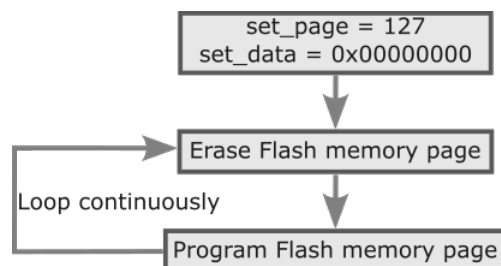 set_page = 127
set_data = 0x00000000
Erase Flash memory page
Loop continuously
Program Flash memory page